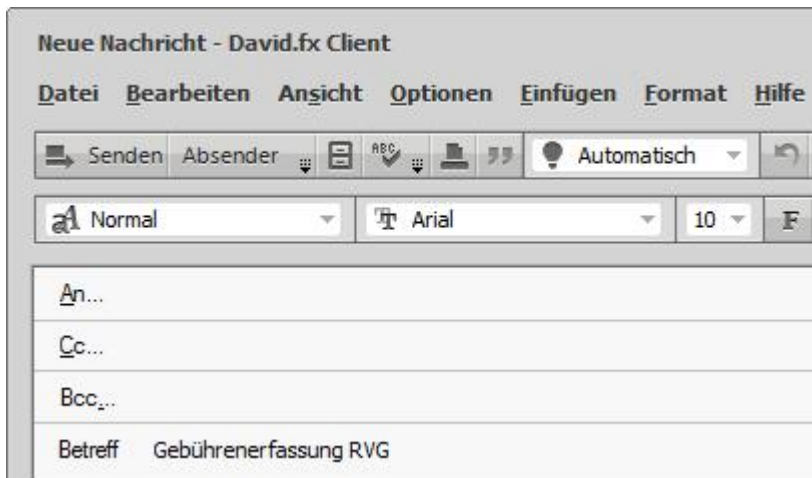 Neue Nachricht - David.fx Client
Datei Bearbeiten Ansicht Optionen Einfügen Format Hilfe
Senden Absender ABC Automatisch
Normal Arial 10 F
An...
Cc...
Bcc...
Betreff Gebührenerfassung RVG